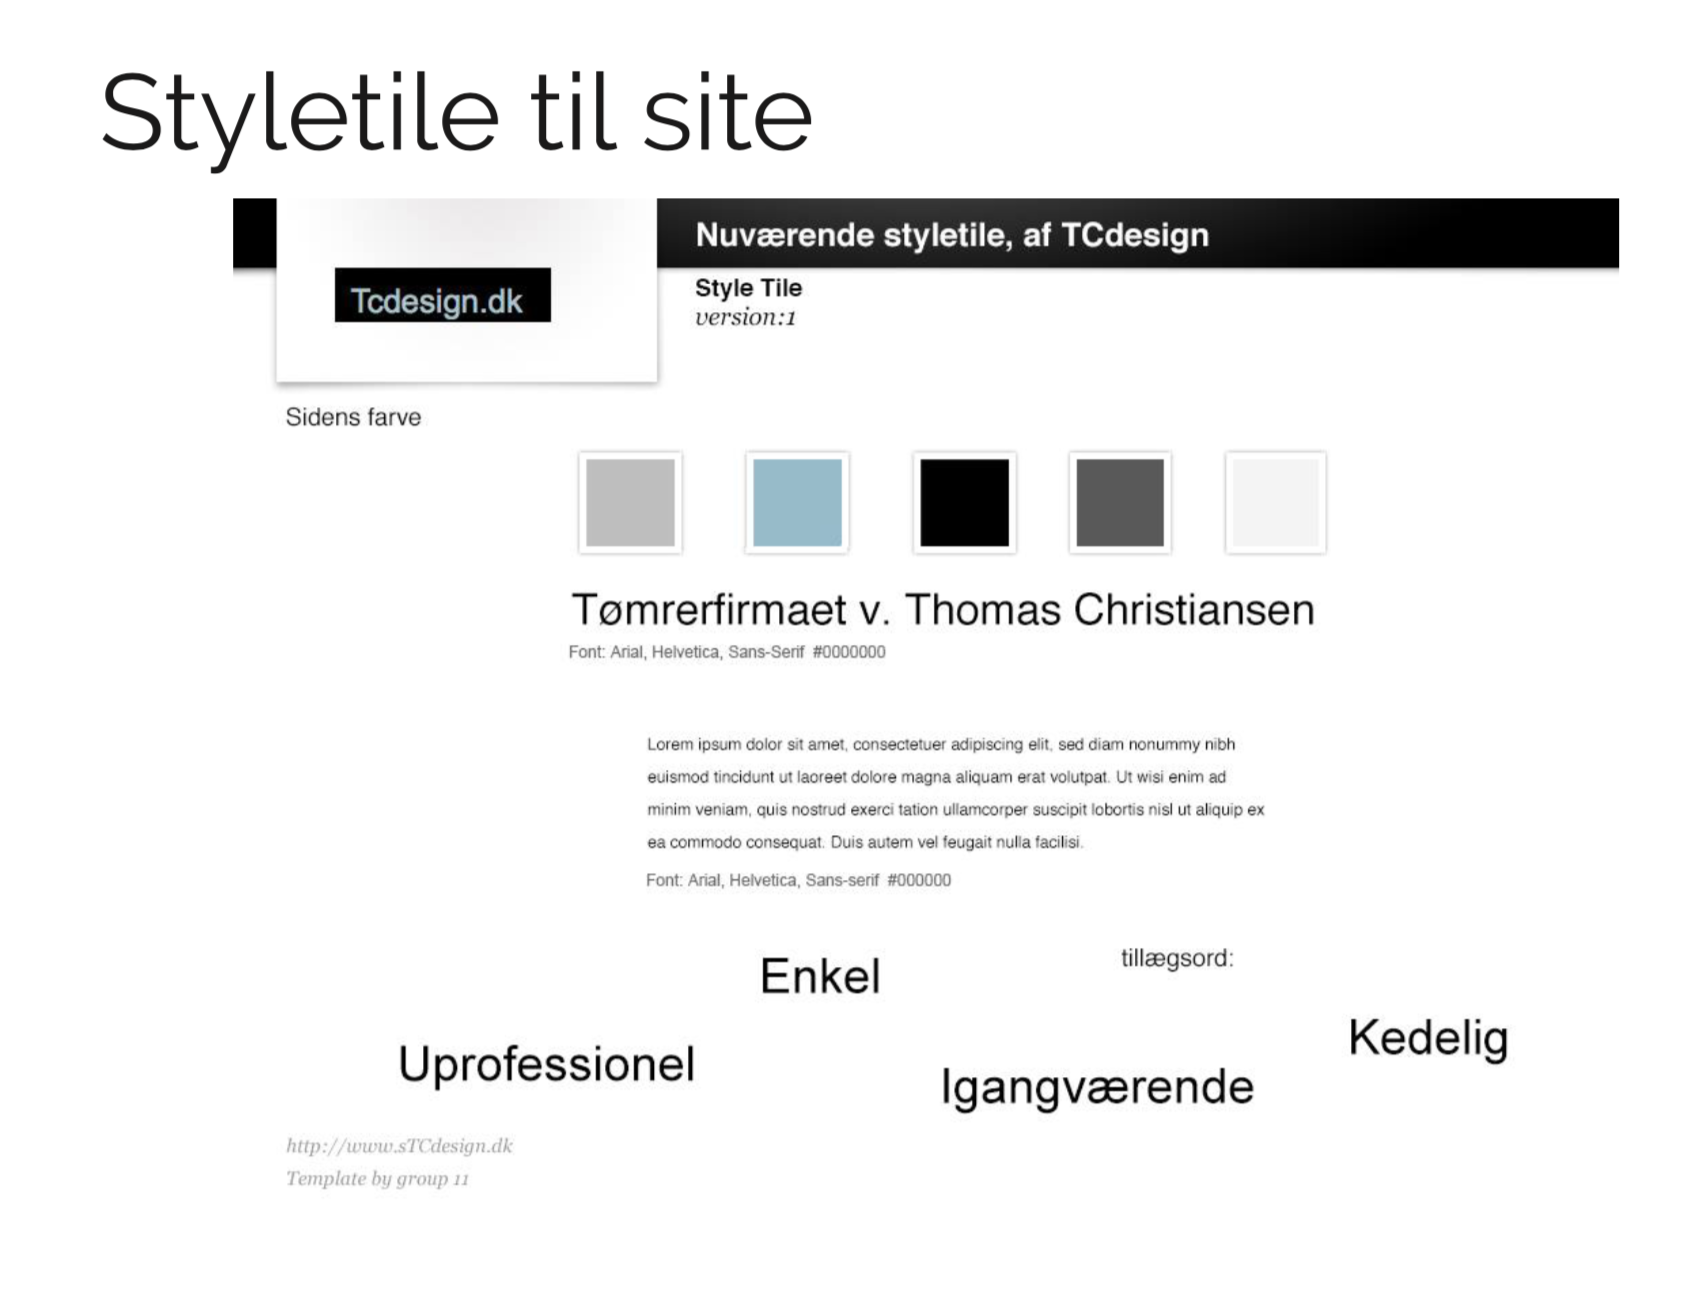 Styletile til site
Nuværende styletile, af TCdesign
Tcdesign.dk
Style Tile
version:1
Sidens farve
Tømrerfirmaet v. Thomas Christiansen
Font: Arial, Helvetica, Sans-Serif #0000000
Lorem ipsum dolor sit amet, consectetuer adipiscing elit, sed diam nonummy nibh
euismod tincidunt ut laoreet dolore magna aliquam erat volutpat. Ut wisi enim ad
minim veniam, quis nostrud exerci tation ullamcorper suscipit lobortis nisl ut aliquip ex
ea commodo consequat. Duis autem vel feugait nulla facilisi.
Font: Arial, Helvetica, Sans-serif #000000
tillægsord:
Enkel
Kedelig
Uprofessionel
Igangværende
http://www.sTCdesign.dk
Template by group 11